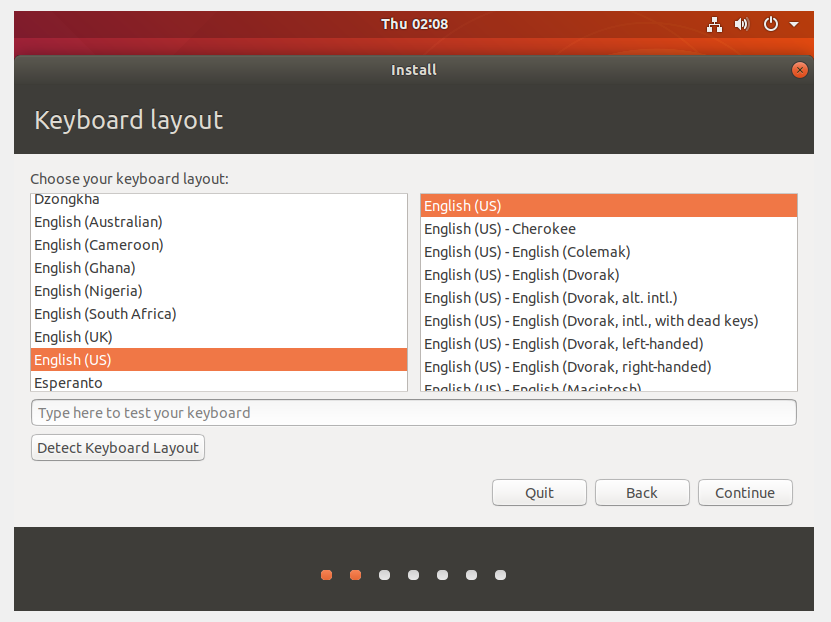 Thu 02:08
Install
Keyboard layout
Choose your keyboard layout:
Dzongkha
English (Australian)
English (Cameroon)
English (Ghana)
English (Nigeria)
English (South Africa)
English (UK)
English (US)
Esperanto
English (US)
English (US) - Cherokee
English (US) - English (Colemak)
English (US) - English (Dvorak)
English (US) - English (Dvorak, alt. intl.)
English (US) - English (Dvorak, intl., with dead keys)
English (US) - English (Dvorak, left-handed)
English (US) - English (Dvorak, right-handed)
English (US) - English (Macintosh)
Type here to test your keyboard
Detect Keyboard Layout
Quit Back Continue